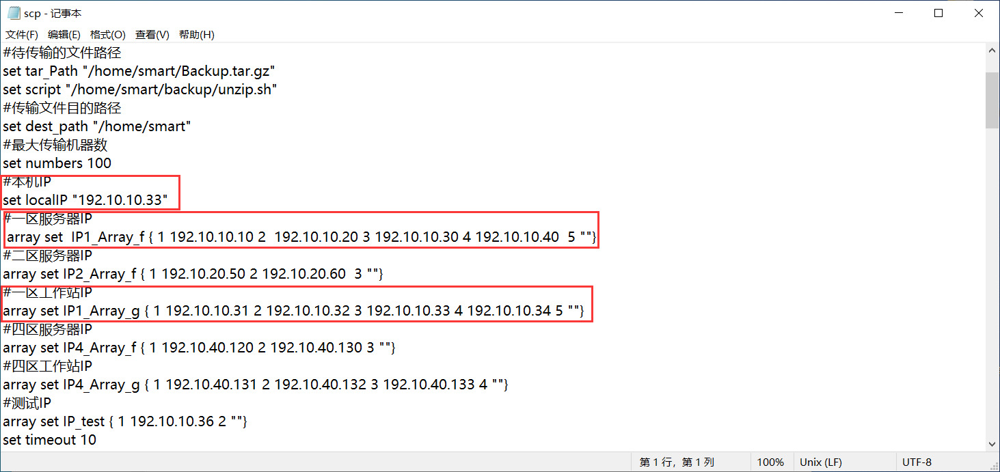 scp - 记事本
文件(F) 编辑(E) 格式(O) 查看(V) 帮助(H)
#待传输的文件路径
set tar_Path "/home/smart/Backup.tar.gz"
set script "/home/smart/backup/unzip.sh"
#传输文件目的路径
set dest_path "/home/smart"
#最大传输机器数
set numbers 100
#本机IP
set localIP "192.10.10.33"
#一区服务器IP
array set  IP1_Array_f { 1 192.10.10.10 2  192.10.10.20 3 192.10.10.30 4 192.10.10.40  5 ""}
#二区服务器IP
array set IP2_Array_f { 1 192.10.20.50 2 192.10.20.60  3 ""}
#一区工作站IP
array set IP1_Array_g { 1 192.10.10.31 2 192.10.10.32 3 192.10.10.33 4 192.10.10.34 5 ""}
#四区服务器IP
array set IP4_Array_f { 1 192.10.40.120 2 192.10.40.130 3 ""}
#四区工作站IP
array set IP4_Array_g { 1 192.10.40.131 2 192.10.40.132 3 192.10.40.133 4 ""}
#测试IP
array set IP_test { 1 192.10.10.36 2 ""}
set timeout 10
第 1 行，第 1 列 100% Unix (LF) UTF-8